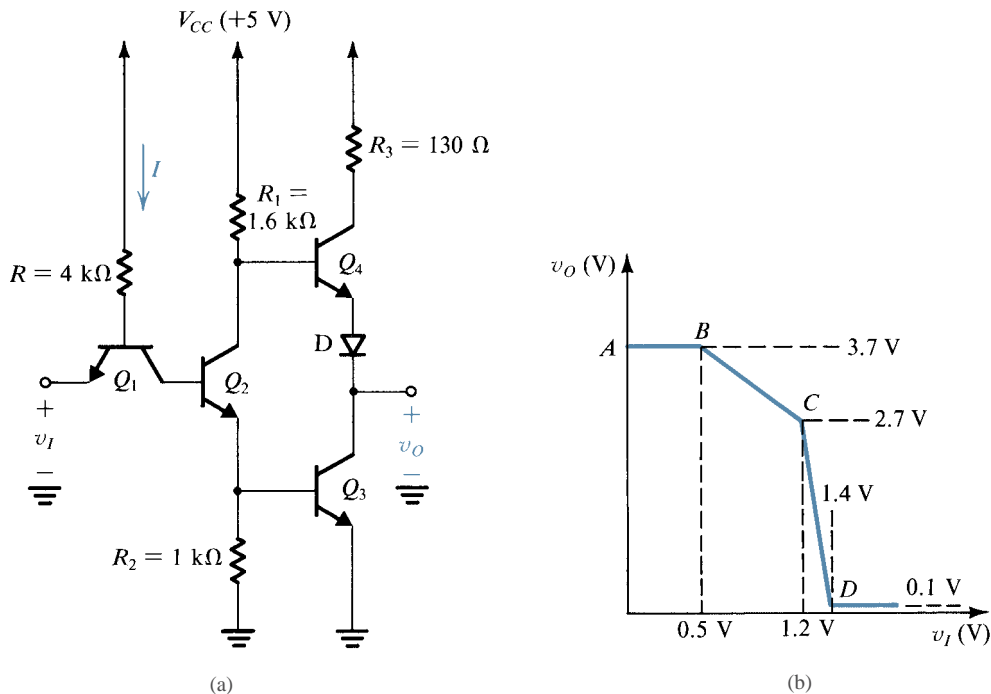 V_CC (+5 V)
I
R_3 = 130 Ω
R_1 =
1.6 kΩ
R = 4 kΩ
Q_4
D
Q_1
Q_2
+
v_I
−
+
v_O
−
Q_3
R_2 = 1 kΩ
(a)
v_O (V)
A
B
3.7 V
C
2.7 V
1.4 V
D
0.1 V
0.5 V
1.2 V
v_I (V)
(b)